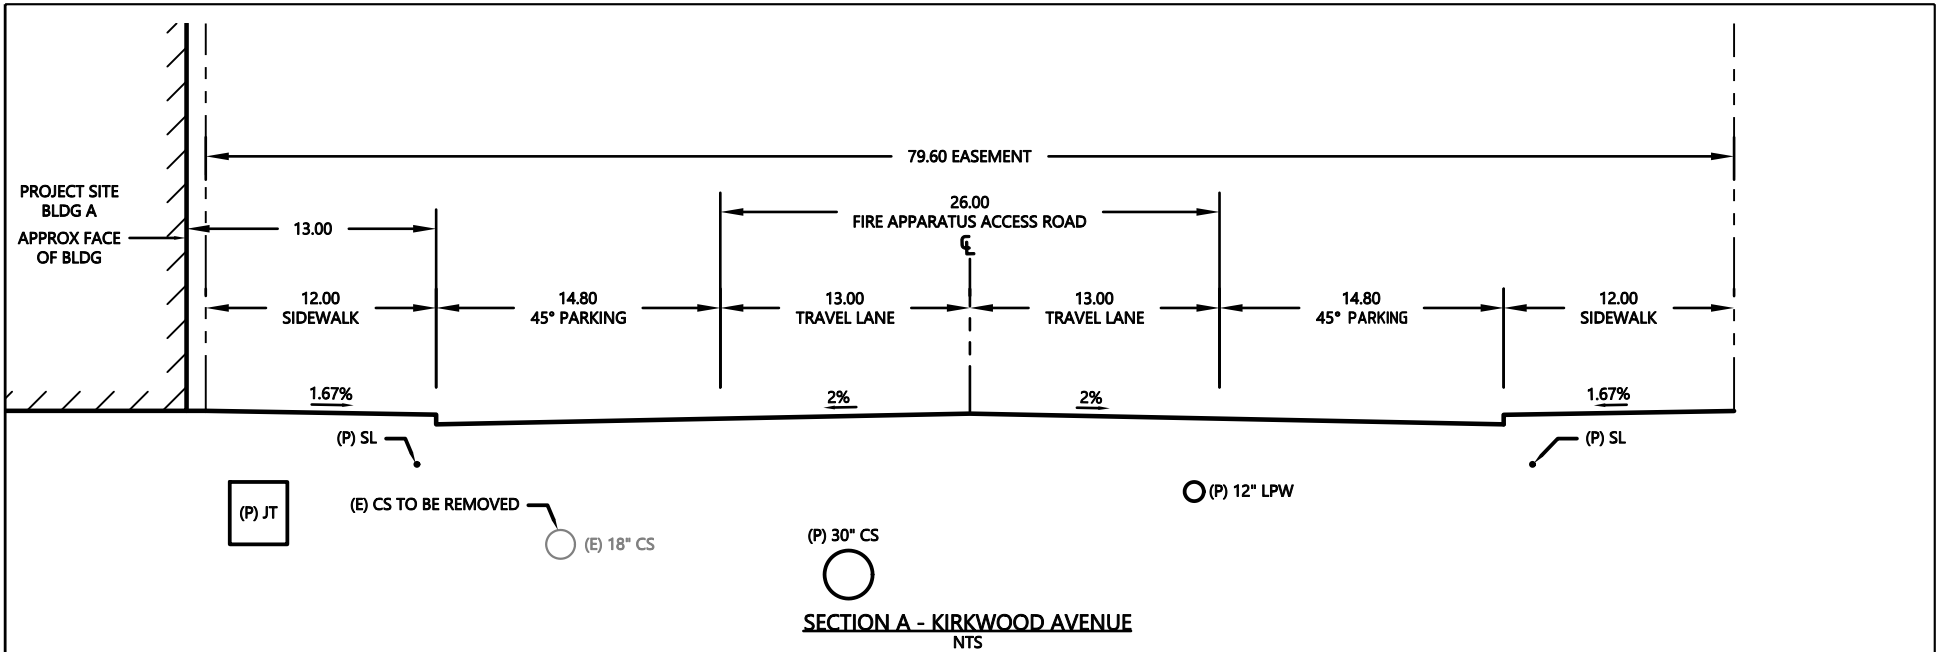 79.60 EASEMENT
PROJECT SITE
BLDG A
APPROX FACE
OF BLDG
13.00
26.00
FIRE APPARATUS ACCESS ROAD
℄
12.00
SIDEWALK
14.80
45° PARKING
13.00
TRAVEL LANE
13.00
TRAVEL LANE
14.80
45° PARKING
12.00
SIDEWALK
1.67%
2%
2%
1.67%
(P) SL
(P) SL
(P) JT
(E) CS TO BE REMOVED
(E) 18" CS
(P) 30" CS
(P) 12" LPW
SECTION A - KIRKWOOD AVENUE
NTS